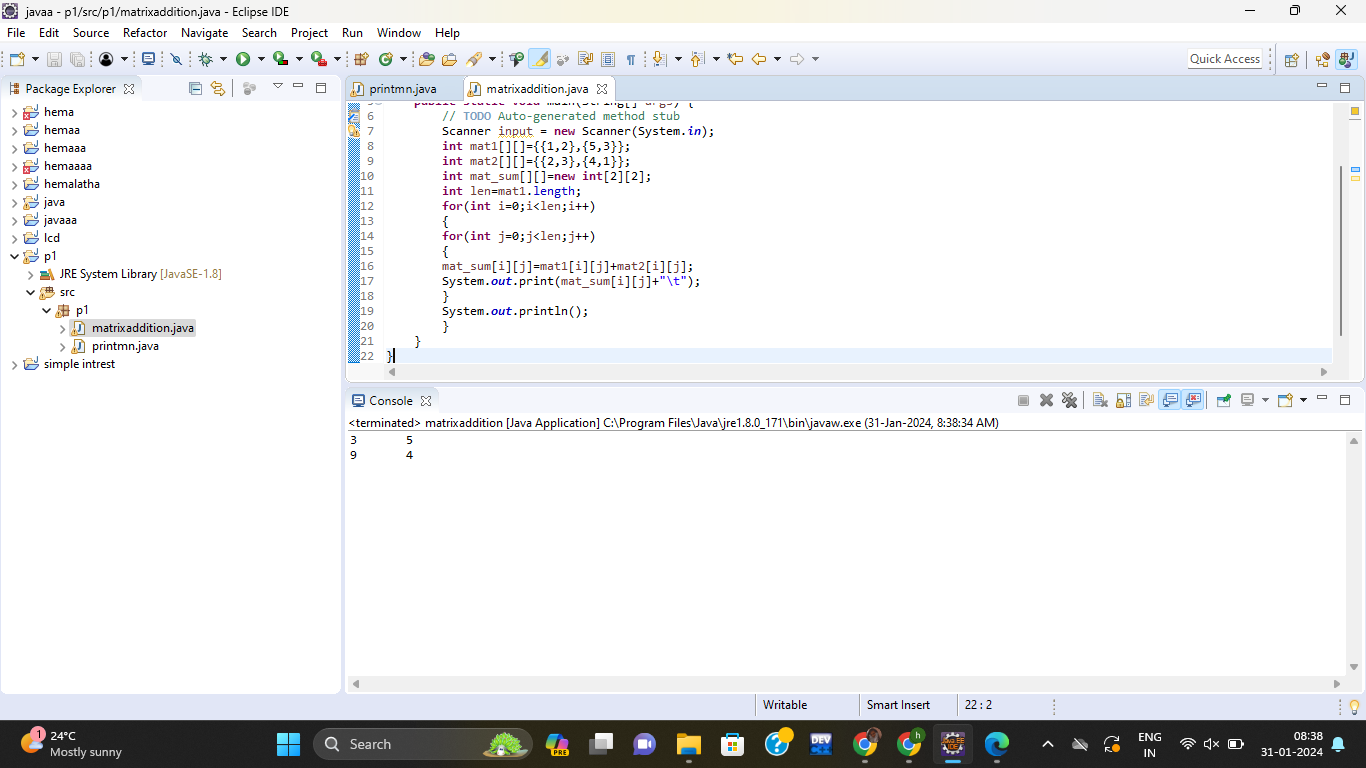 javaa - p1/src/p1/matrixaddition.java - Eclipse IDE
File Edit Source Refactor Navigate Search Project Run Window Help
Quick Access
Package Explorer
hema
hemaa
hemaaa
hemaaaa
hemalatha
java
javaaa
lcd
p1
JRE System Library [JavaSE-1.8]
src
p1
matrixaddition.java
printmn.java
simple intrest
printmn.java matrixaddition.java
public static void main(String[] args) {
6 // TODO Auto-generated method stub
7 Scanner input = new Scanner(System.in);
8 int mat1[][]={{1,2},{5,3}};
9 int mat2[][]={{2,3},{4,1}};
10 int mat_sum[][]=new int[2][2];
11 int len=mat1.length;
12 for(int i=0;i<len;i++)
13 {
14 for(int j=0;j<len;j++)
15 {
16 mat_sum[i][j]=mat1[i][j]+mat2[i][j];
17 System.out.print(mat_sum[i][j]+"\t");
18 }
19 System.out.println();
20 }
21 }
22 }
Console
<terminated> matrixaddition [Java Application] C:\Program Files\Java\jre1.8.0_171\bin\javaw.exe (31-Jan-2024, 8:38:34 AM)
3 5
9 4
Writable Smart Insert 22 : 2
1
24°C
Mostly sunny
Search
PRE
DEV
h
JAVA EE
IDE
ENG
IN
08:38
31-01-2024